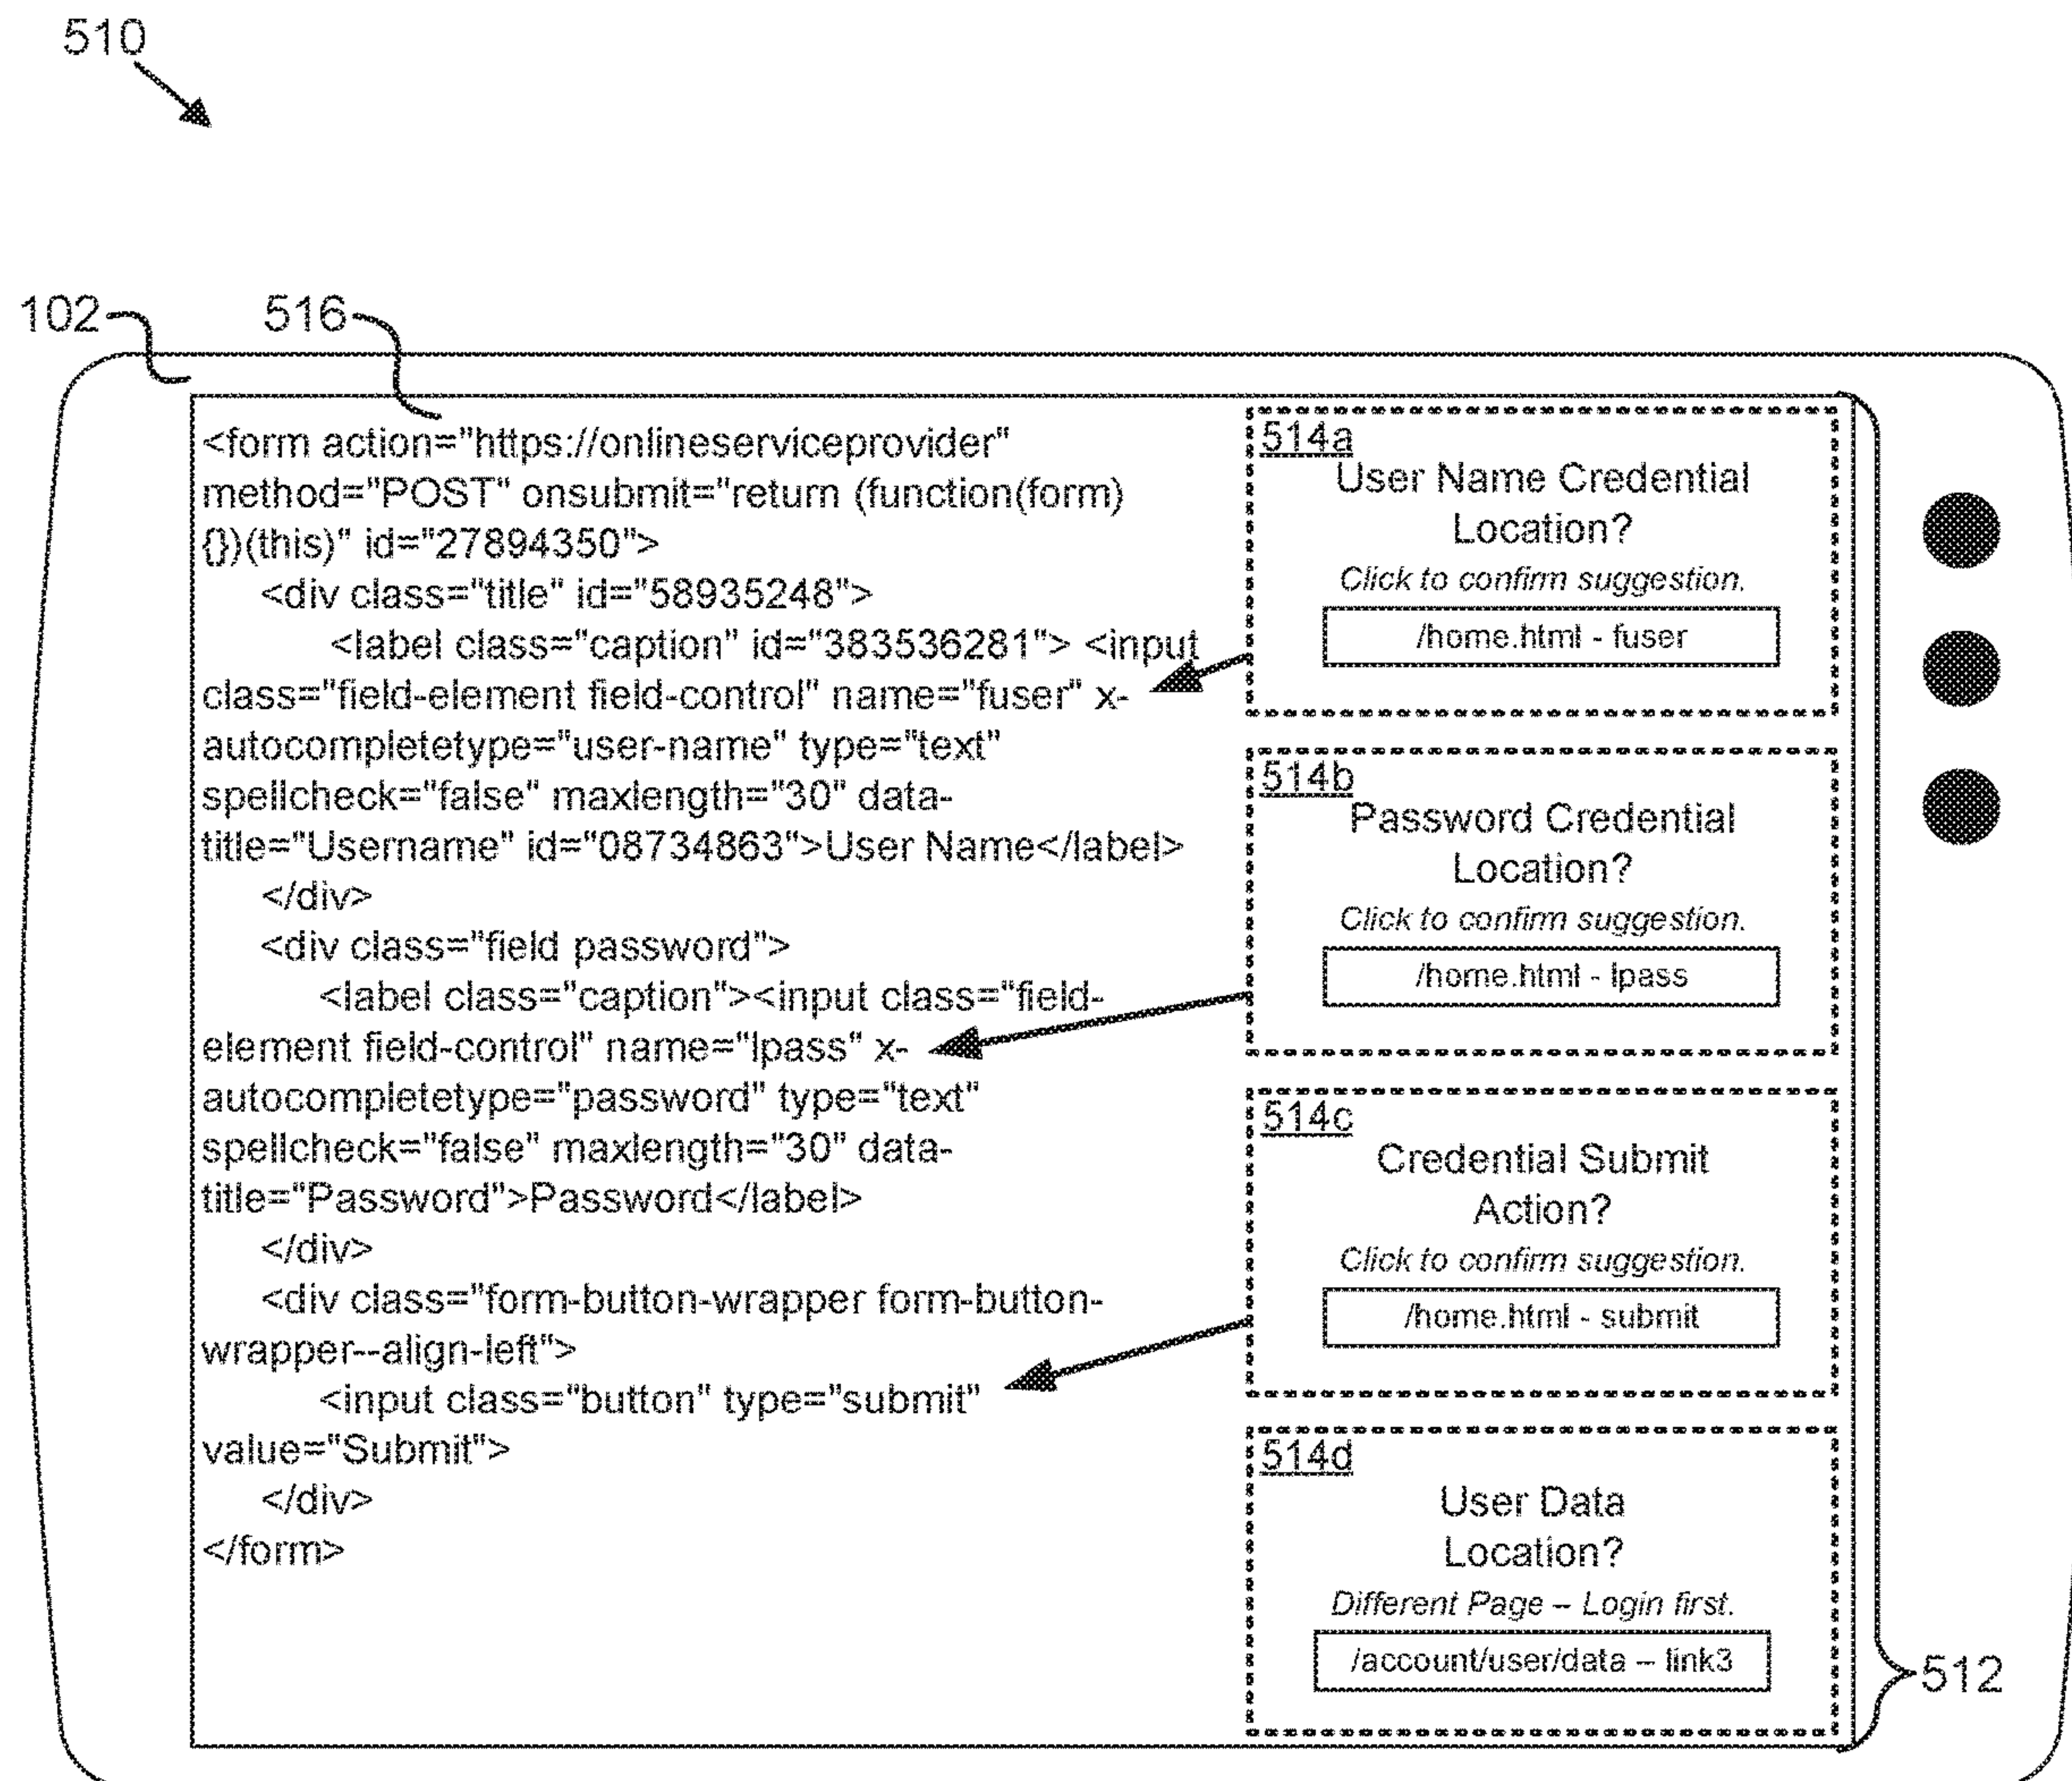 510
102
516
<form action="https://onlineserviceprovider"
method="POST" onsubmit="return (function(form)
{})(this)" id="27894350">
<div class="title" id="58935248">
<label class="caption" id="383536281"> <input
class="field-element field-control" name="fuser" x-
autocompletetype="user-name" type="text"
spellcheck="false" maxlength="30" data-
title="Username" id="08734863">User Name</label>
</div>
<div class="field password">
<label class="caption"><input class="field-
element field-control" name="lpass" x-
autocompletetype="password" type="text"
spellcheck="false" maxlength="30" data-
title="Password">Password</label>
</div>
<div class="form-button-wrapper form-button-
wrapper--align-left">
<input class="button" type="submit"
value="Submit">
</div>
</form>
514a
User Name Credential
Location?
Click to confirm suggestion.
/home.html - fuser
514b
Password Credential
Location?
Click to confirm suggestion.
/home.html - lpass
514c
Credential Submit
Action?
Click to confirm suggestion.
/home.html - submit
514d
User Data
Location?
Different Page – Login first.
/account/user/data – link3
512